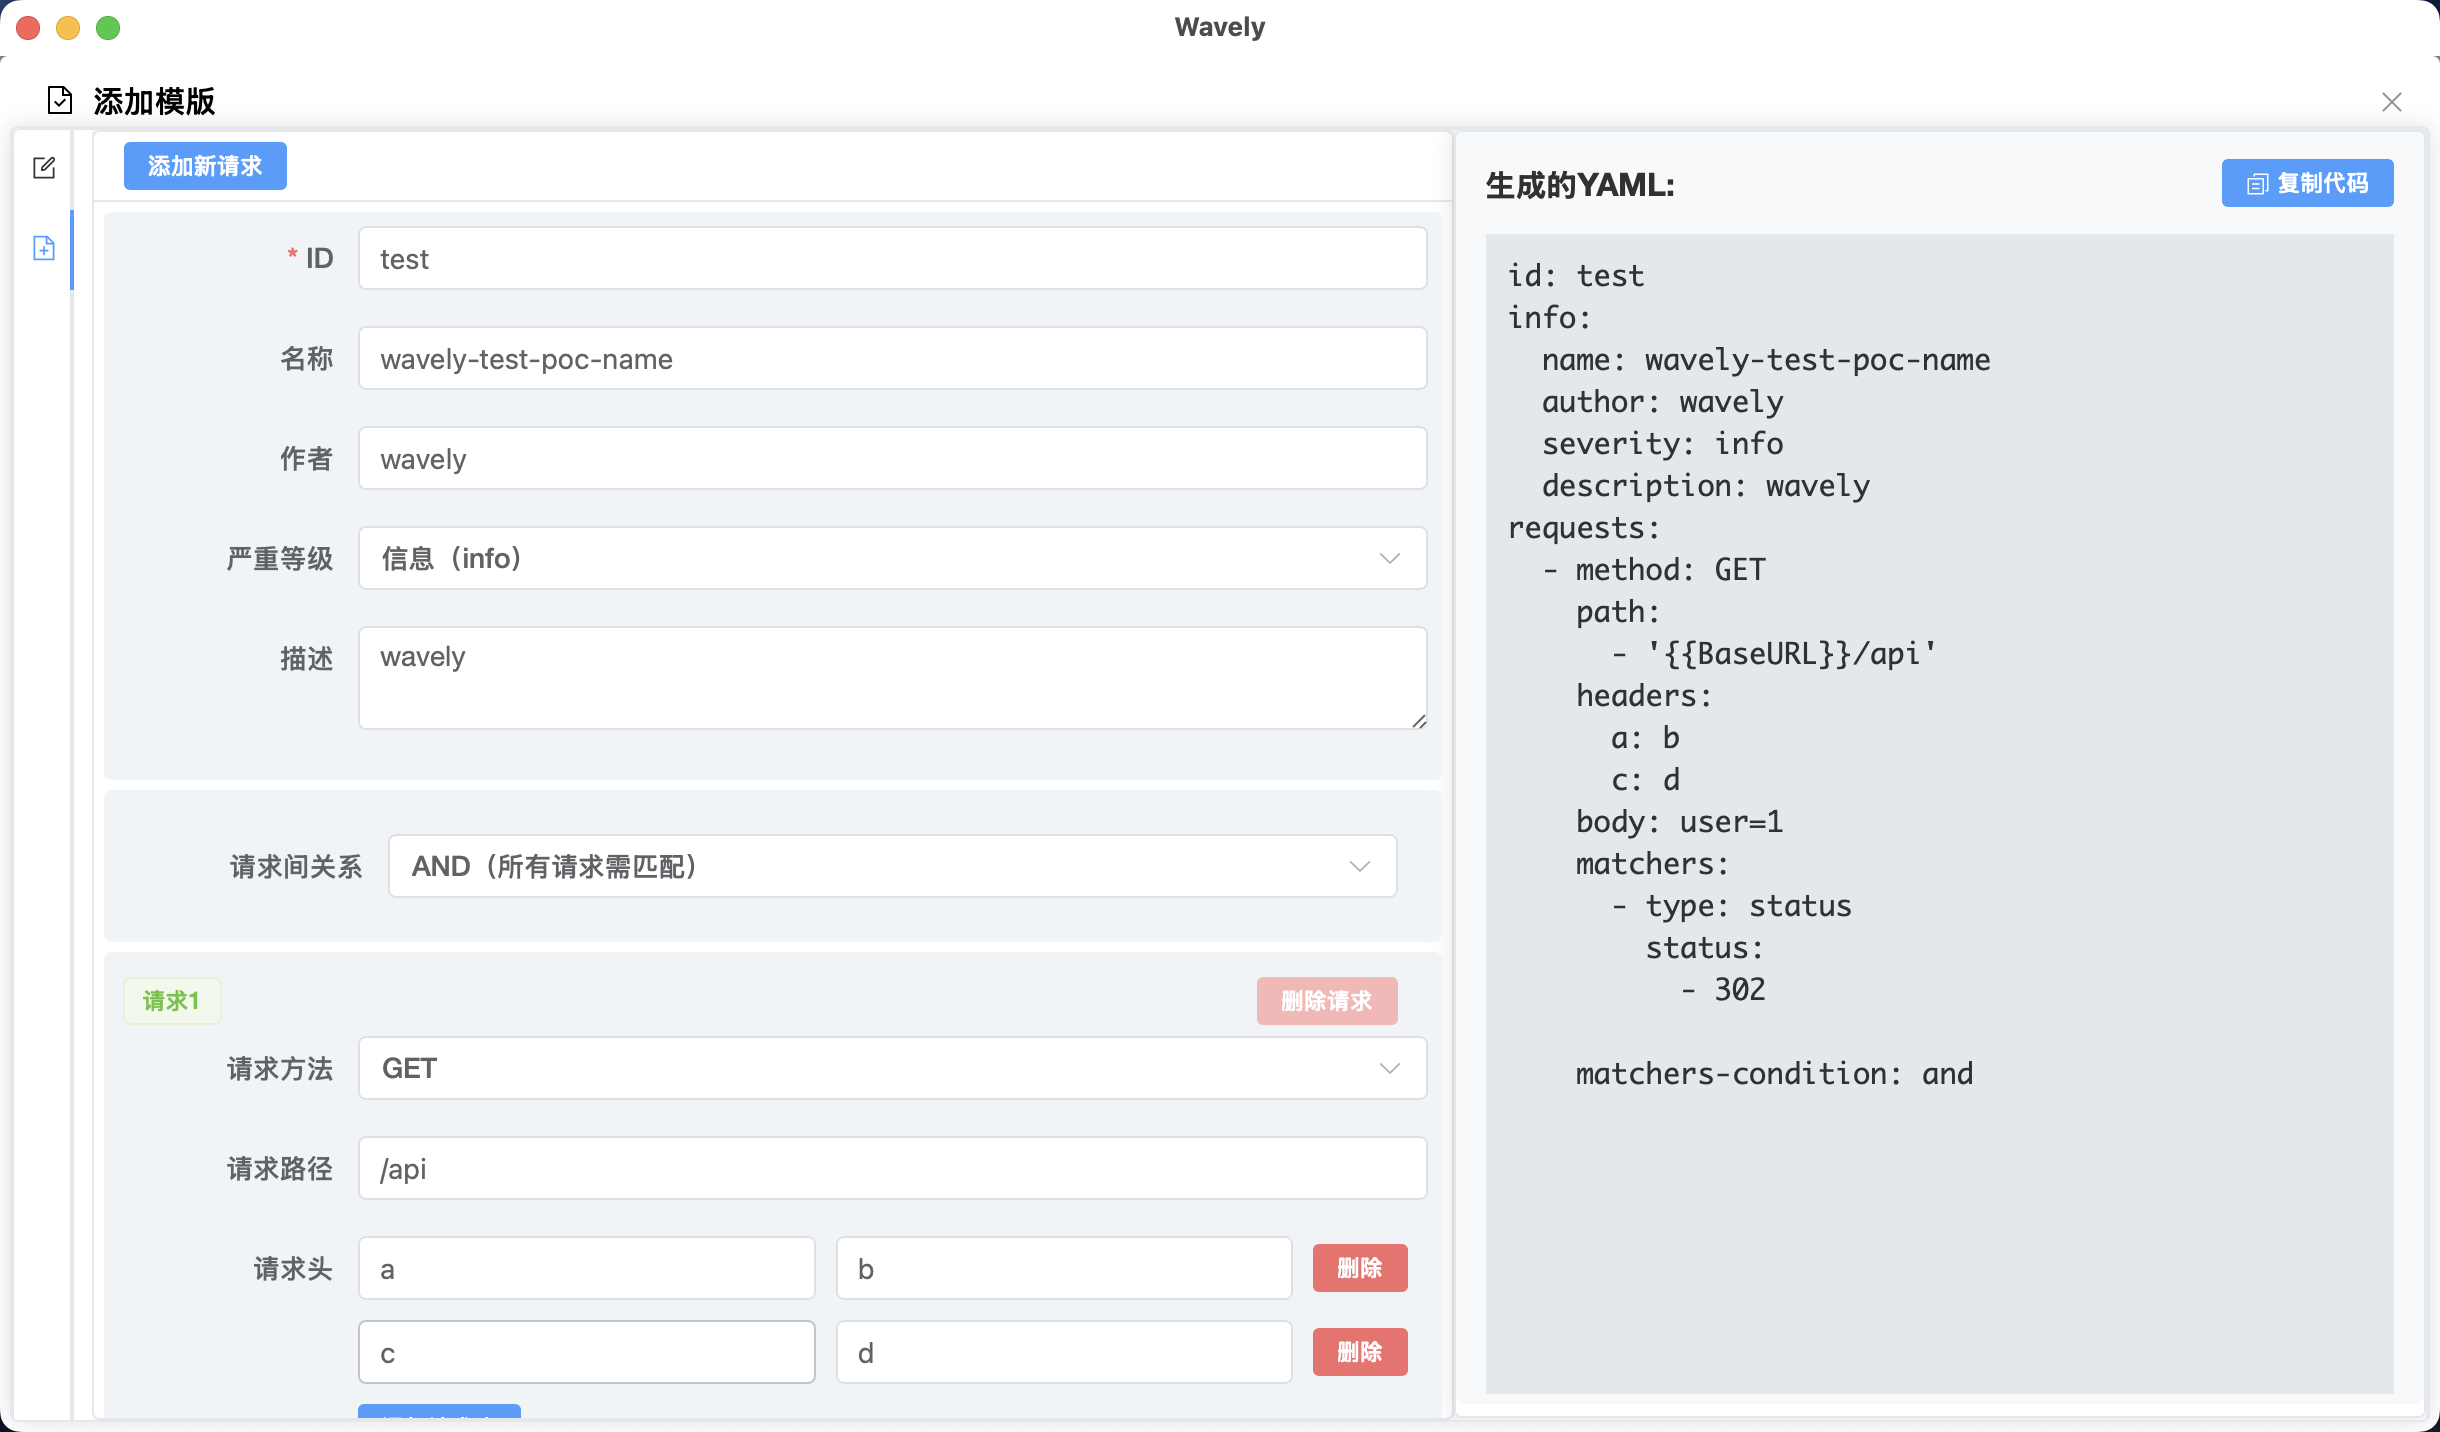 Wavely
添加模版
添加新请求
* ID
test
名称
wavely-test-poc-name
作者
wavely
严重等级
信息（info）
描述
wavely
请求间关系
AND（所有请求需匹配）
请求1
删除请求
请求方法
GET
请求路径
/api
请求头
a
b
删除
c
d
删除
生成的YAML:
复制代码
id: test
info:
  name: wavely-test-poc-name
  author: wavely
  severity: info
  description: wavely
requests:
  - method: GET
    path:
      - '{{BaseURL}}/api'
    headers:
      a: b
      c: d
    body: user=1
    matchers:
      - type: status
        status:
          - 302
    matchers-condition: and